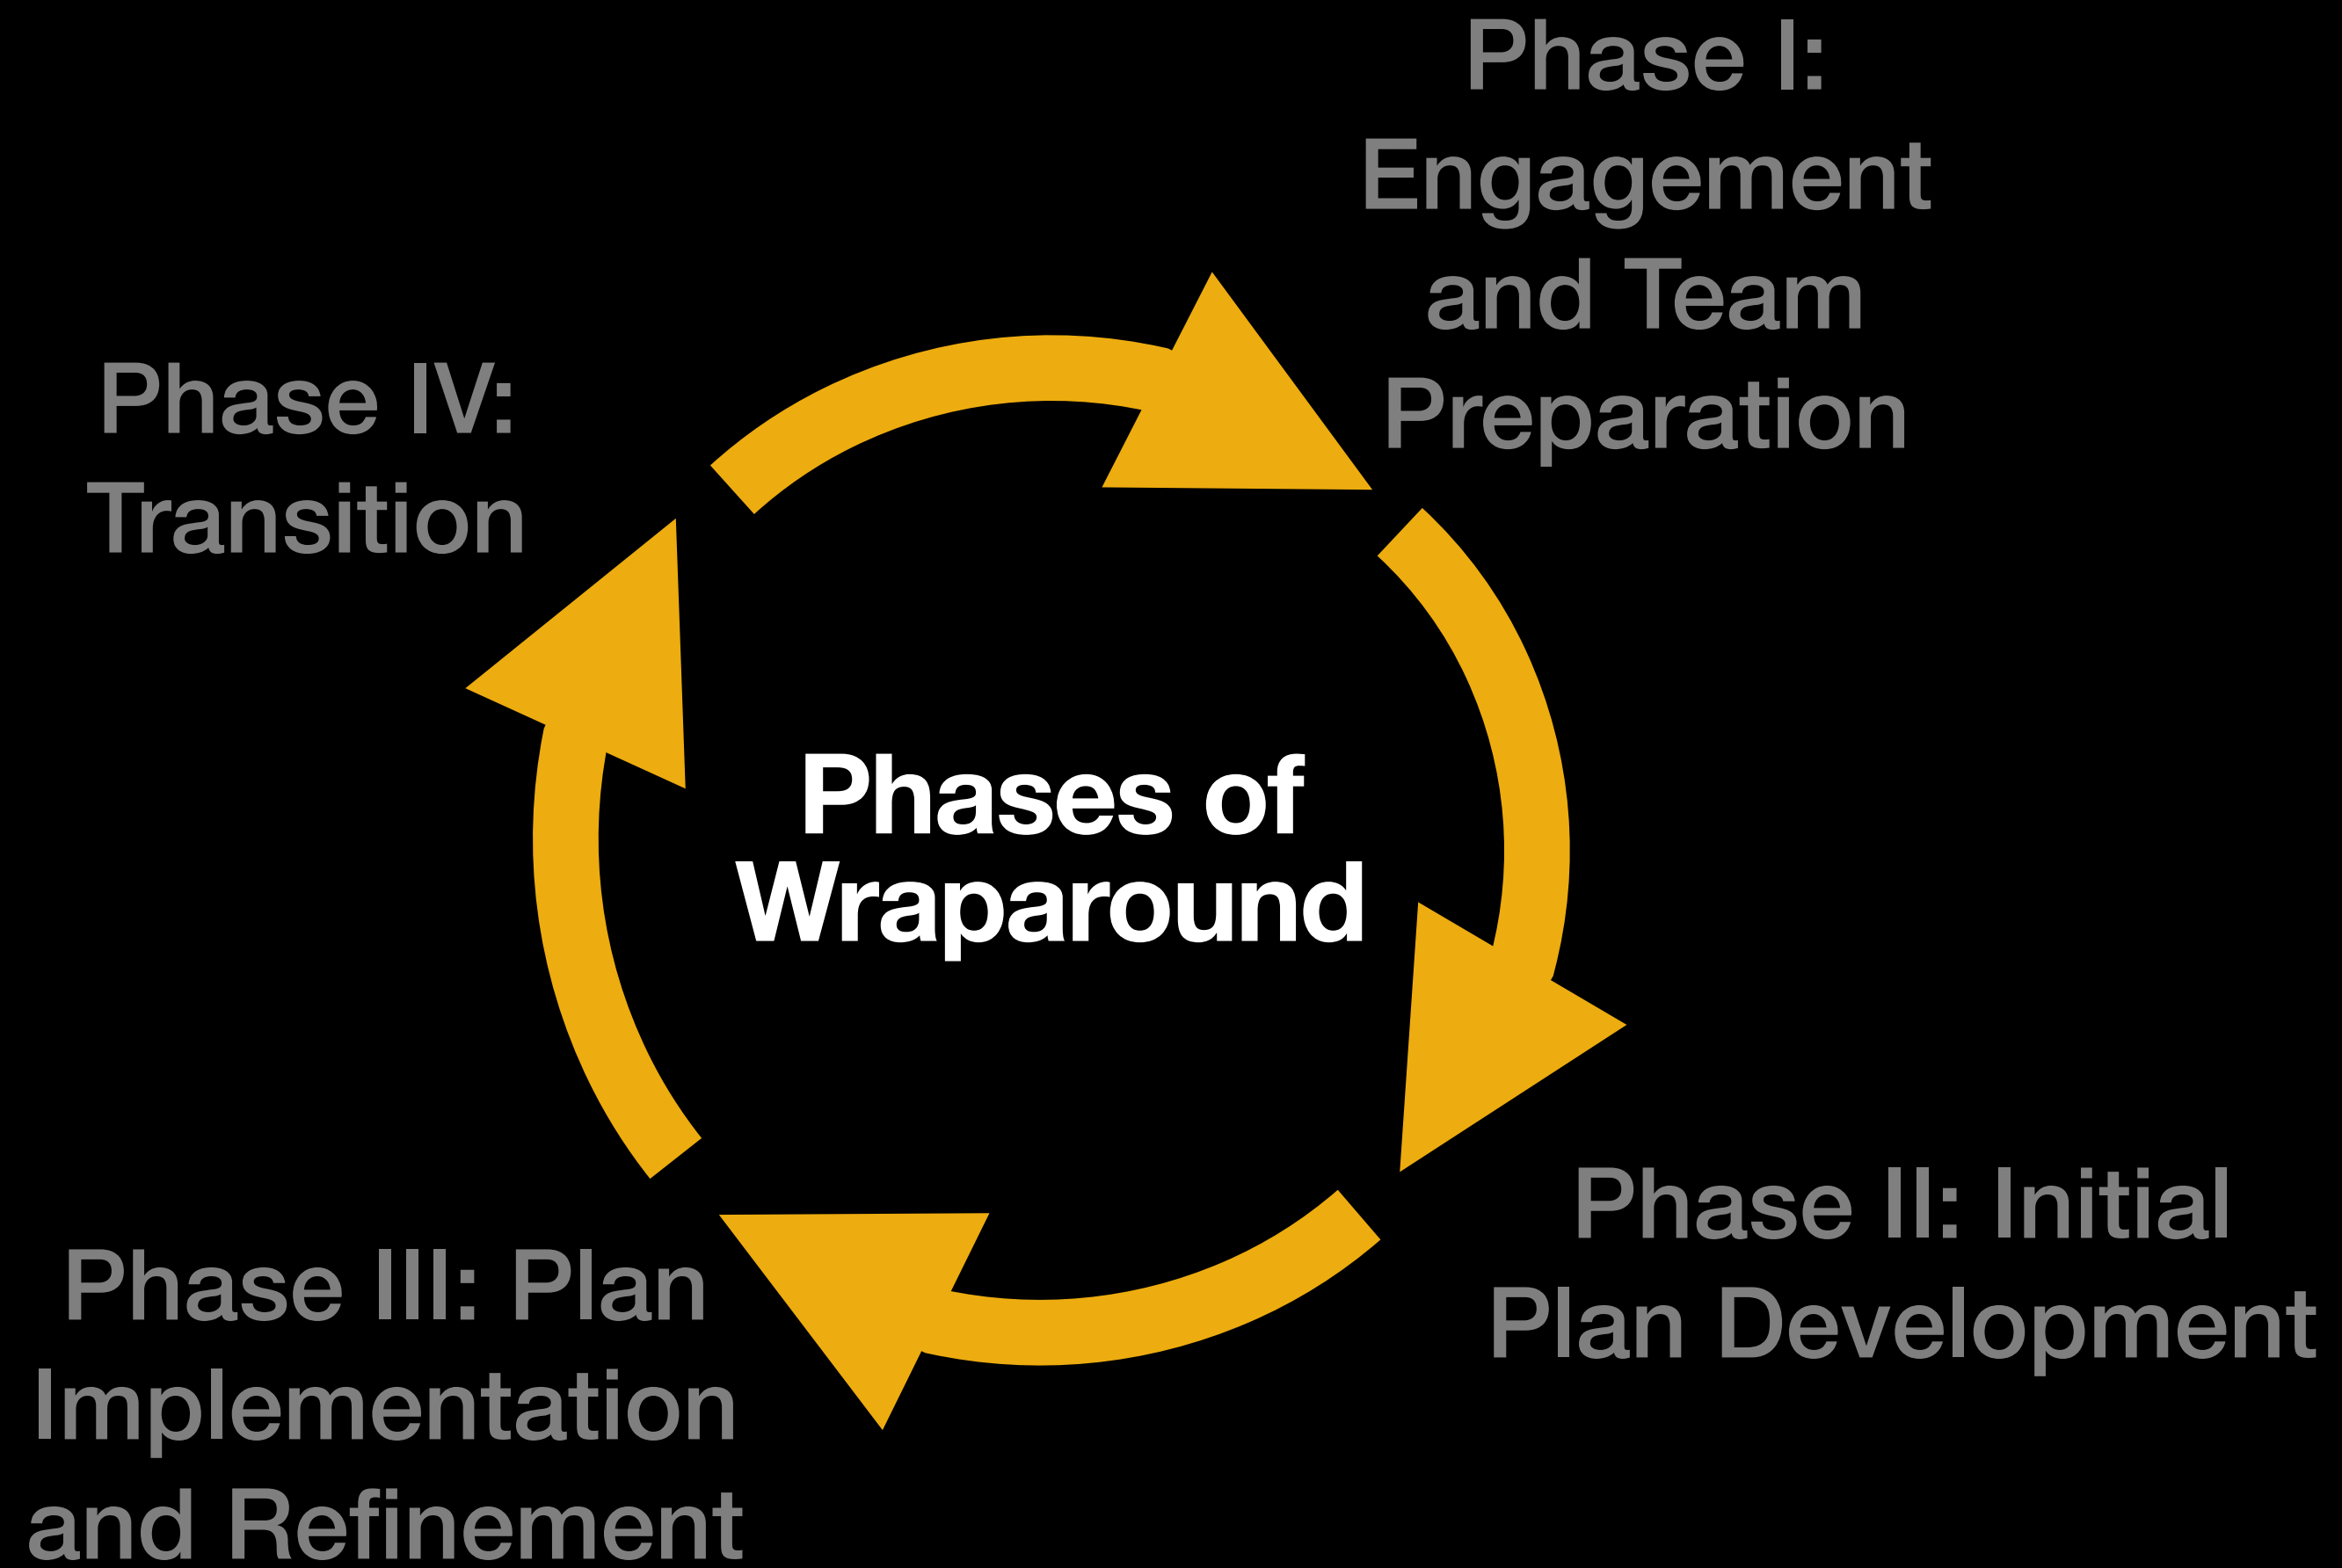 Phase I:
Engagement
and Team
Preparation
Phase IV:
Transition
Phases of
Wraparound
Phase II: Initial
Plan Development
Phase III: Plan
Implementation
and Refinement